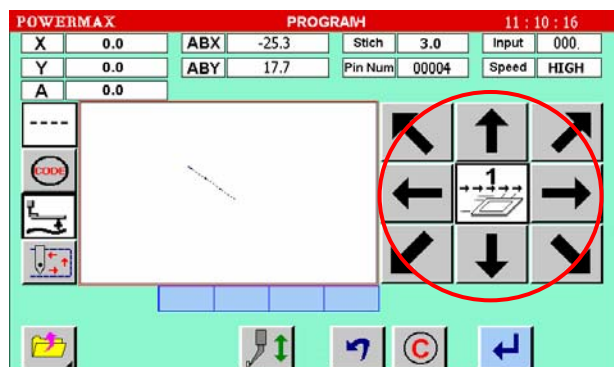 POWERMAX PROGRAM 11 : 10 : 16
X 0.0 ABX -25.3 Stich 3.0 Input 000.
Y 0.0 ABY 17.7 Pin Num 00004 Speed HIGH
A 0.0
1
CODE
C